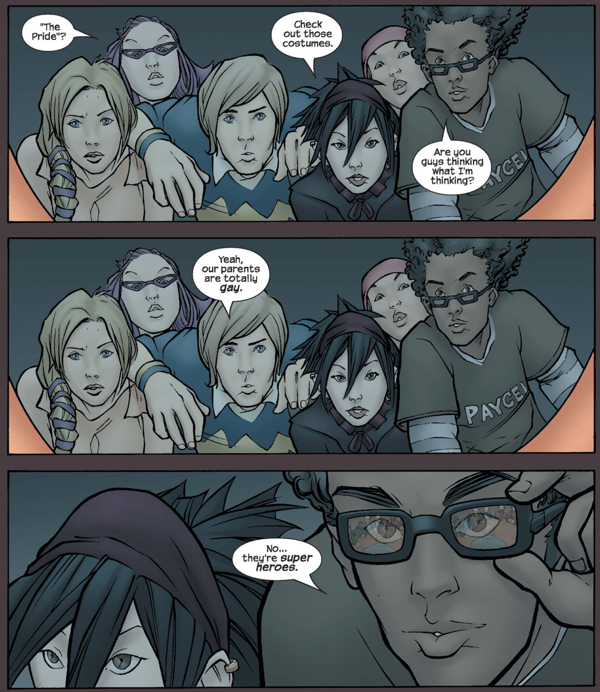 "The
Pride"?
Check
out those
costumes.
Are you
guys thinking
what I'm
thinking?
PAYCE
Yeah,
our parents
are totally
gay.
PAYCE
No...
they're super
heroes.